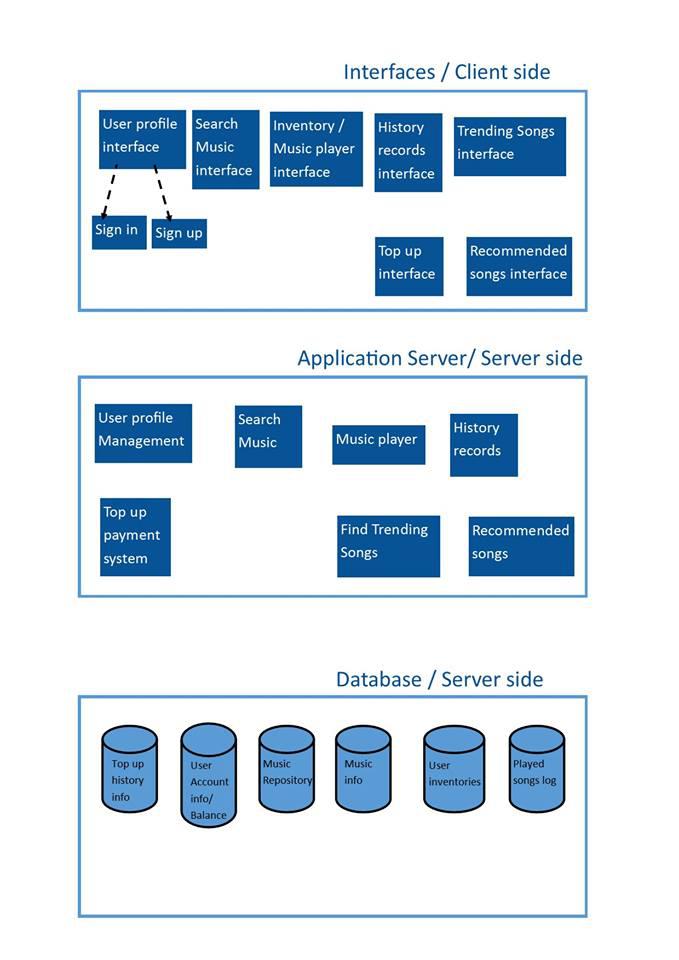 Interfaces / Client side
User profile
interface
Search
Music
interface
Inventory /
Music player
interface
History
records
interface
Trending Songs
interface
Sign in
Sign up
Top up
interface
Recommended
songs interface
Application Server/ Server side
User profile
Management
Search
Music
Music player
History
records
Top up
payment
system
Find Trending
Songs
Recommended
songs
Database / Server side
Top up
history
info
User
Account
info/
Balance
Music
Repository
Music
info
User
inventories
Played
songs log